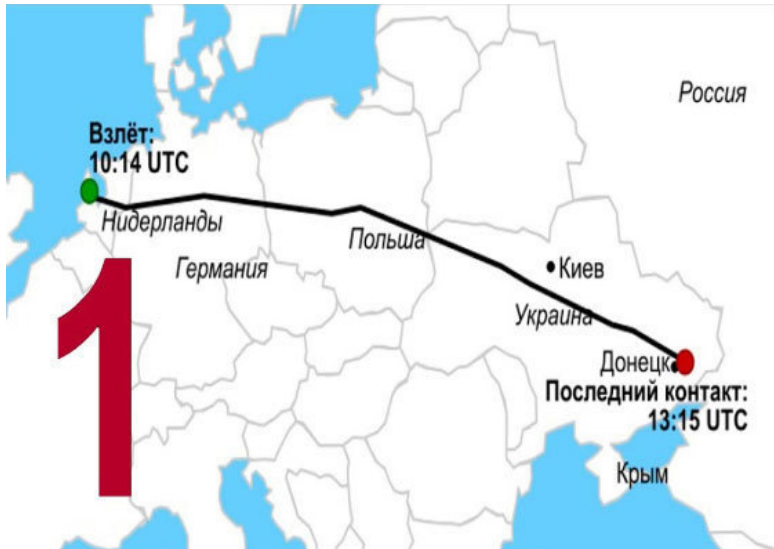 Россия
Взлёт:
10:14 UTC
Нидерланды
Польша
Германия
Киев
Украина
Донецк
Последний контакт:
13:15 UTC
Крым
1